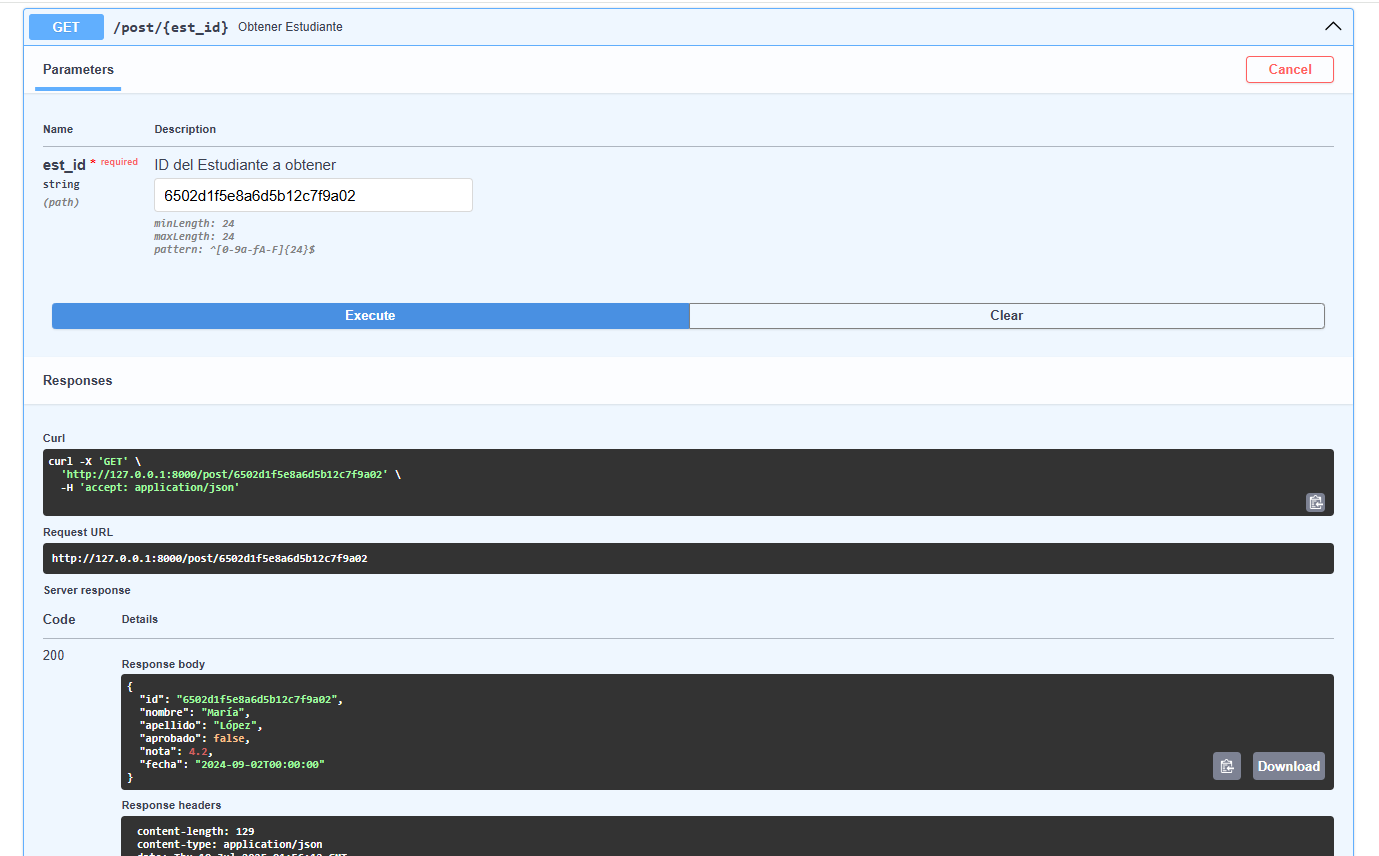 GET /post/{est_id} Obtener Estudiante
Parameters
Cancel
Name Description
est_id * required ID del Estudiante a obtener
string
(path)
6502d1f5e8a6d5b12c7f9a02
minLength: 24
maxLength: 24
pattern: ^[0-9a-fA-F]{24}$
Execute Clear
Responses
Curl
curl -X 'GET' \
'http://127.0.0.1:8000/post/6502d1f5e8a6d5b12c7f9a02' \
-H 'accept: application/json'
Request URL
http://127.0.0.1:8000/post/6502d1f5e8a6d5b12c7f9a02
Server response
Code Details
200
Response body
{
"id": "6502d1f5e8a6d5b12c7f9a02",
"nombre": "María",
"apellido": "López",
"aprobado": false,
"nota": 4.2,
"fecha": "2024-09-02T00:00:00"
}
Download
Response headers
content-length: 129
content-type: application/json